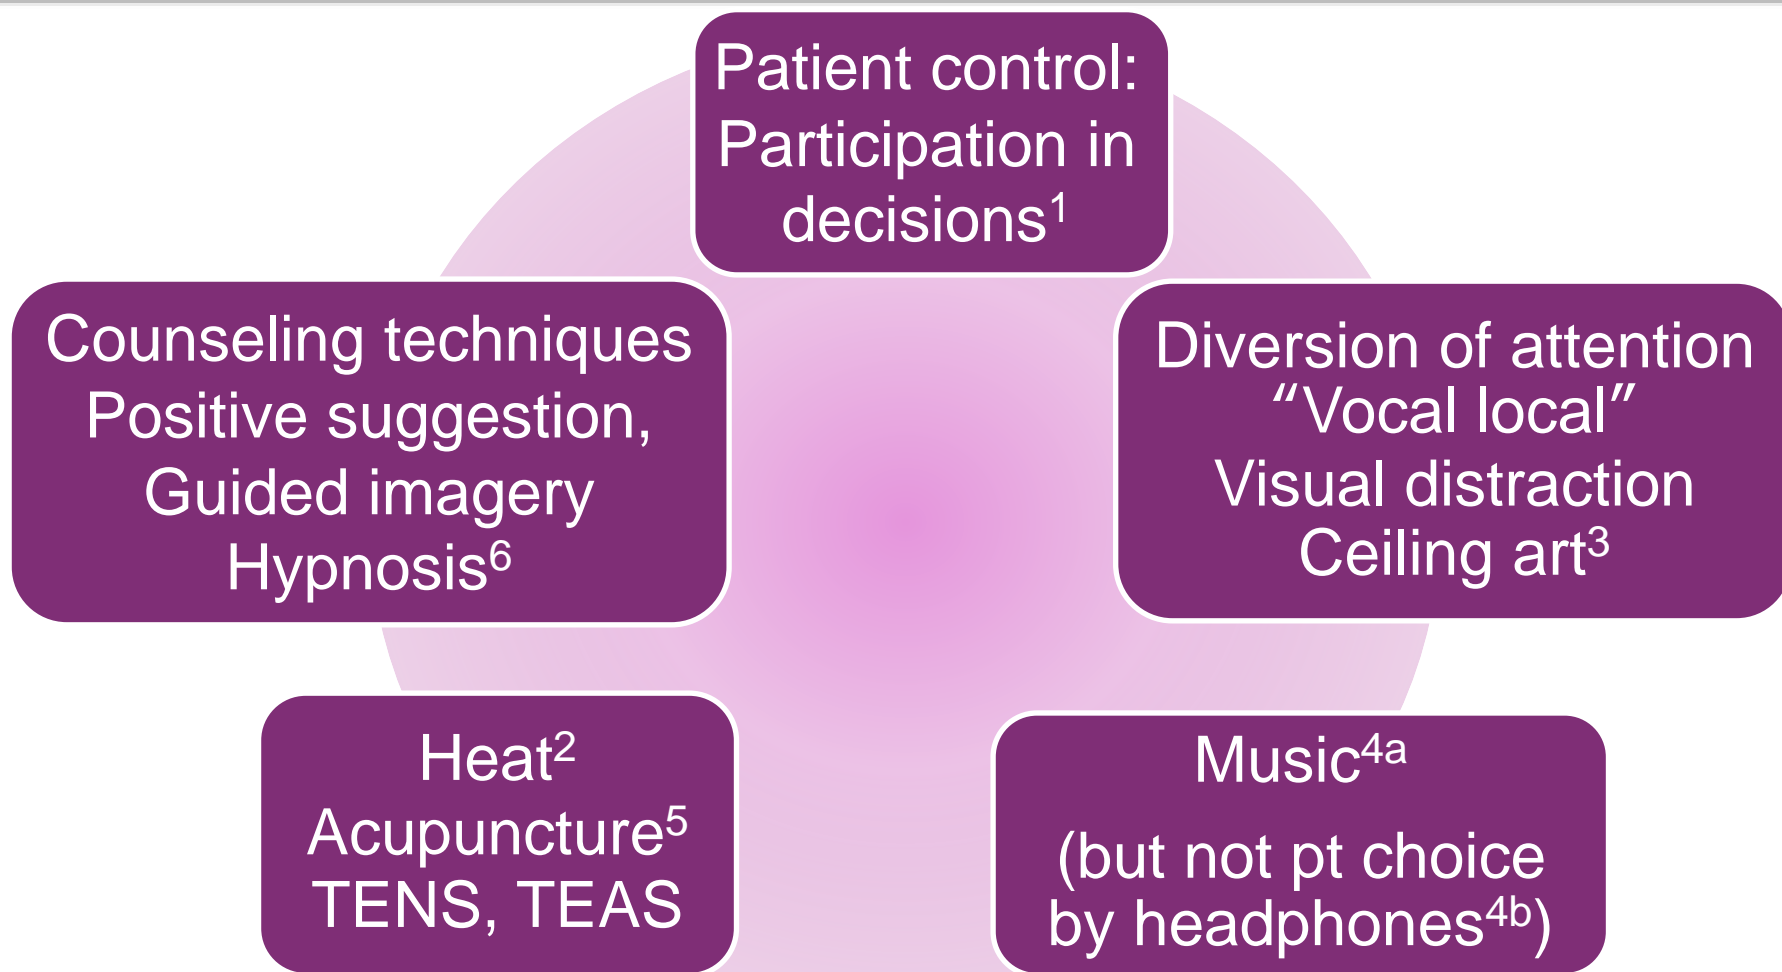 Patient control:
Participation in
decisions¹
Counseling techniques
Positive suggestion,
Guided imagery
Hypnosis⁶
Diversion of attention
“Vocal local”
Visual distraction
Ceiling art³
Heat²
Acupuncture⁵
TENS, TEAS
Music⁴ᵃ
(but not pt choice
by headphones⁴ᵇ)